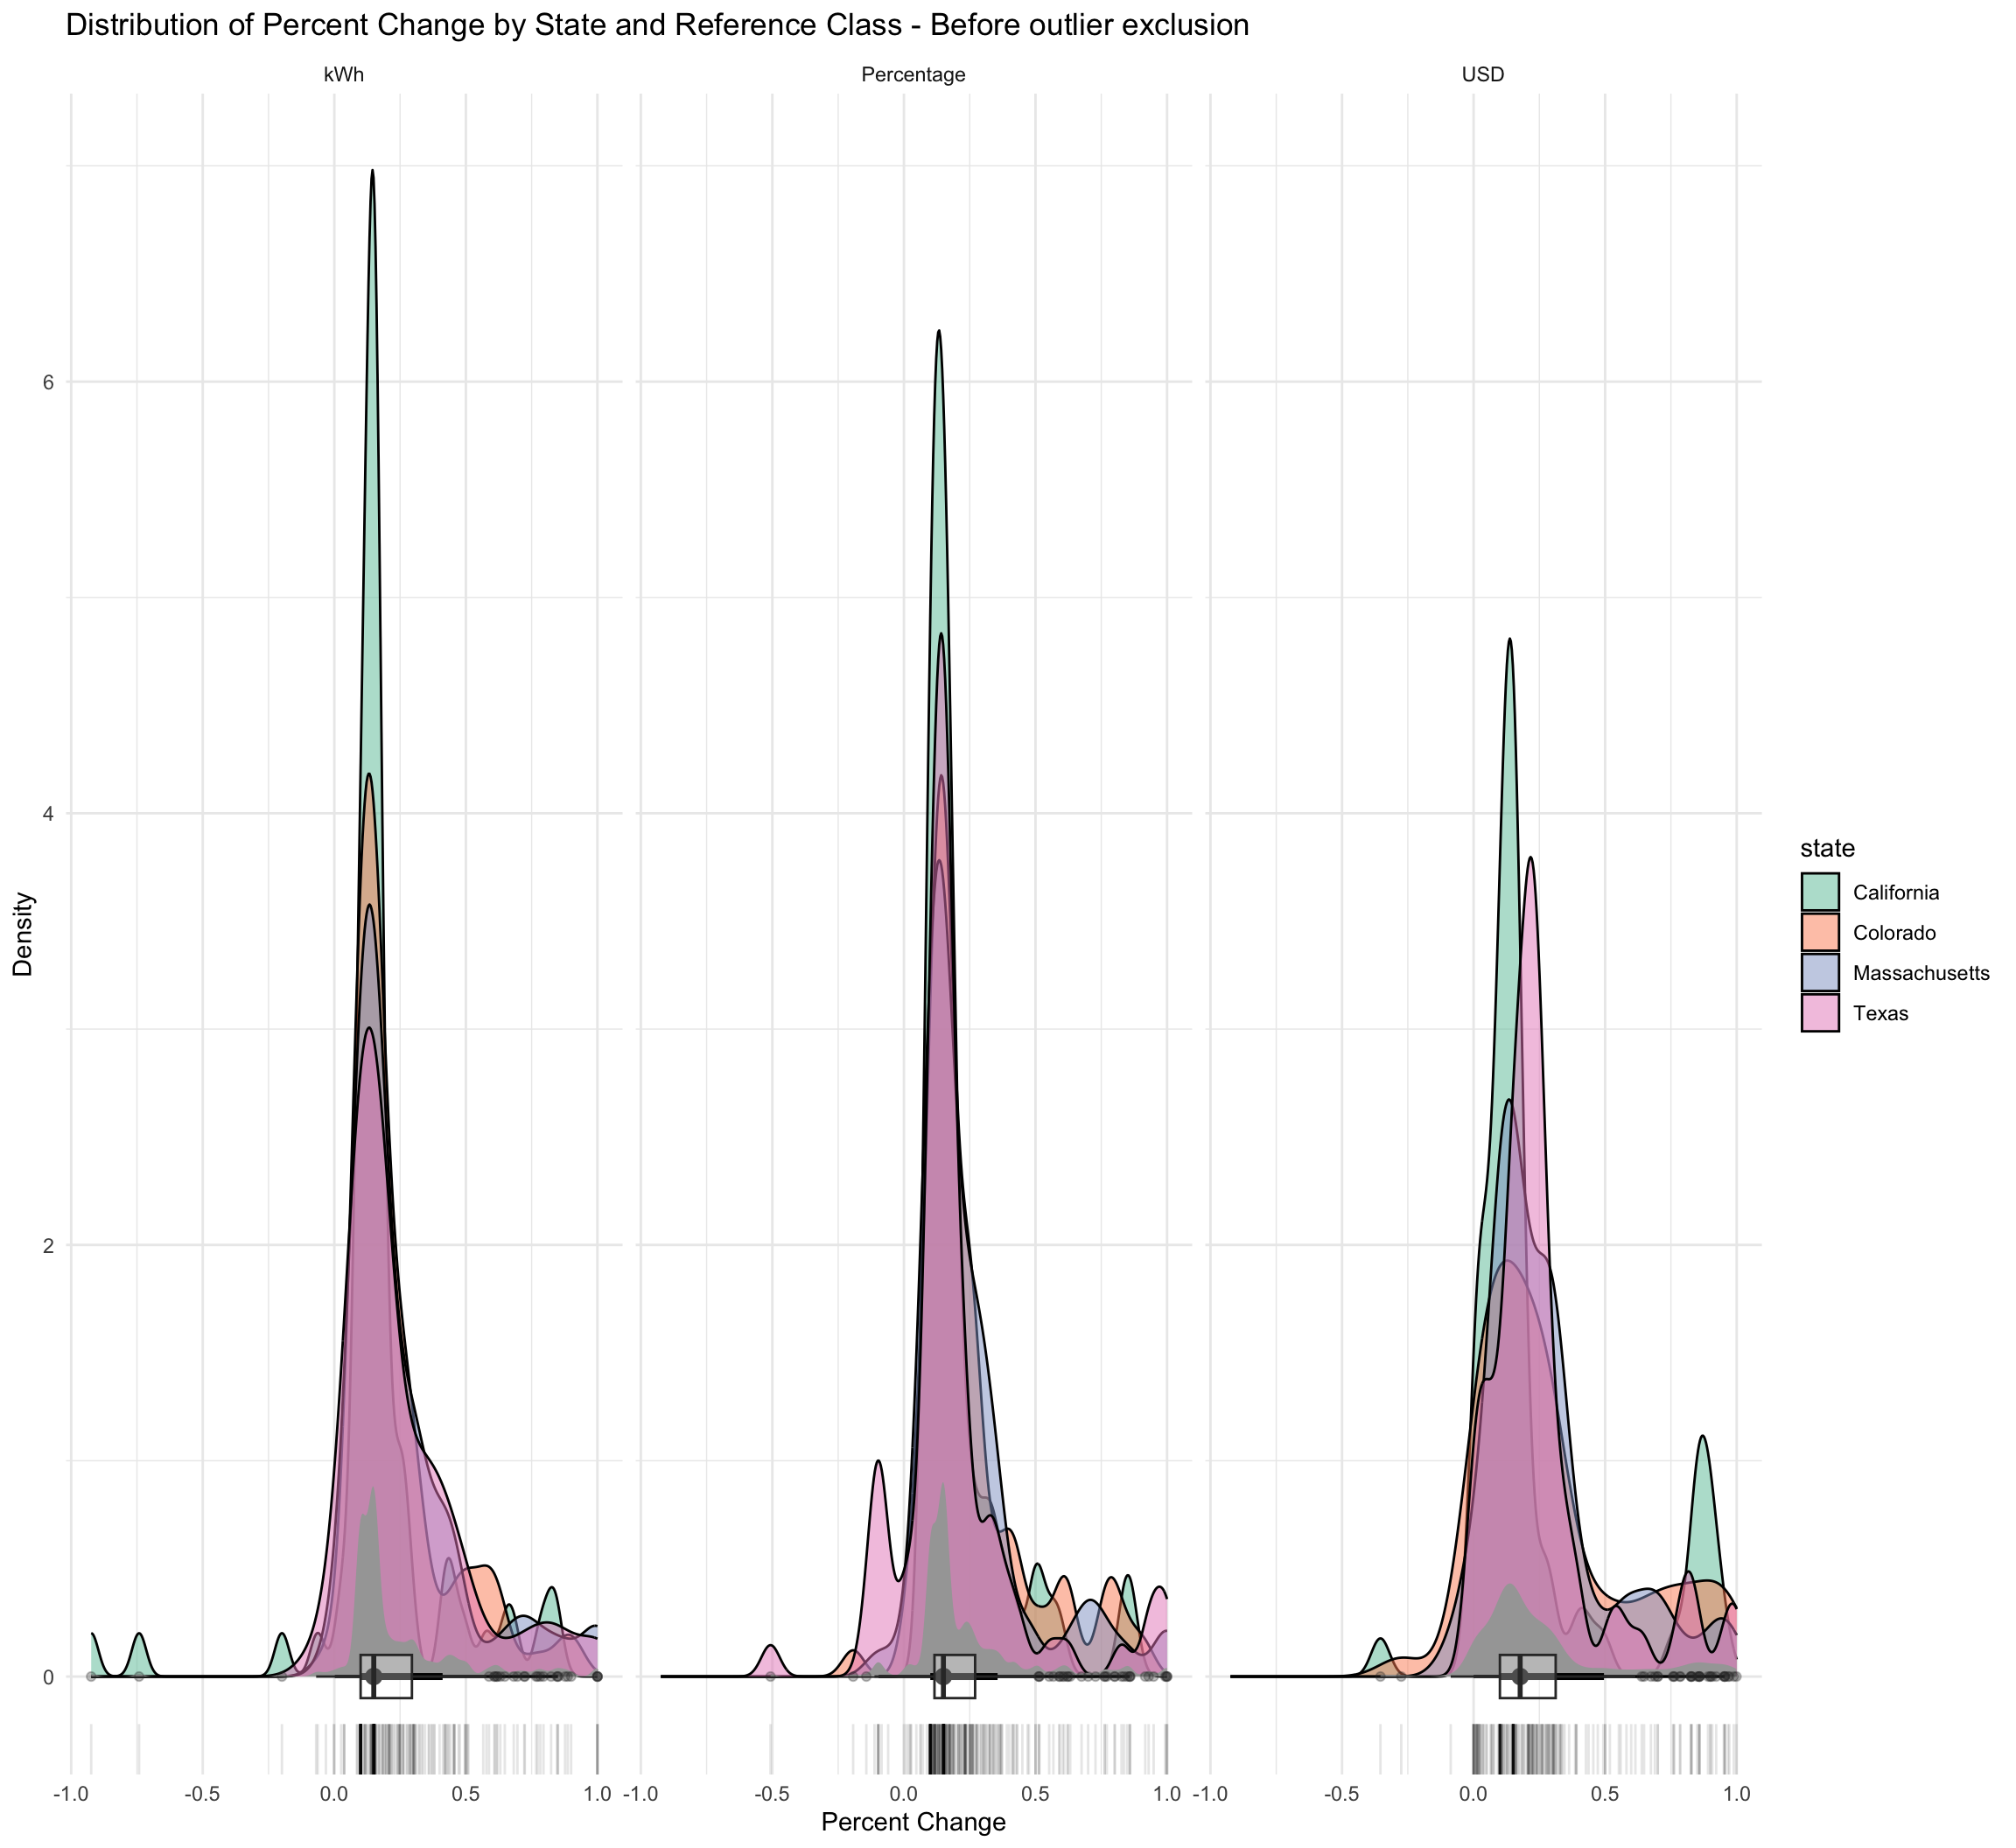 Distribution of Percent Change by State and Reference Class - Before outlier exclusion
kWh
Percentage
USD
6
4
2
0
Density
-1.0 -0.5 0.0 0.5 1.0
-1.0 -0.5 0.0 0.5 1.0
-1.0 -0.5 0.0 0.5 1.0
Percent Change
state
California
Colorado
Massachusetts
Texas